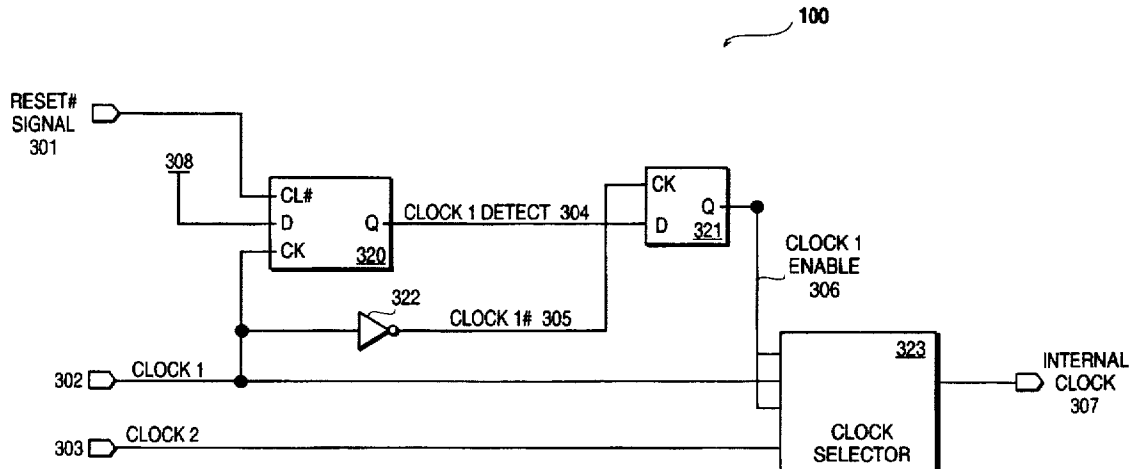 100
RESET#
SIGNAL
301
308
CL#
D
CK
Q
320
CLOCK 1 DETECT 304
CK
D
Q
321
CLOCK 1
ENABLE
306
322
CLOCK 1# 305
302
CLOCK 1
303
CLOCK 2
323
CLOCK
SELECTOR
INTERNAL
CLOCK
307